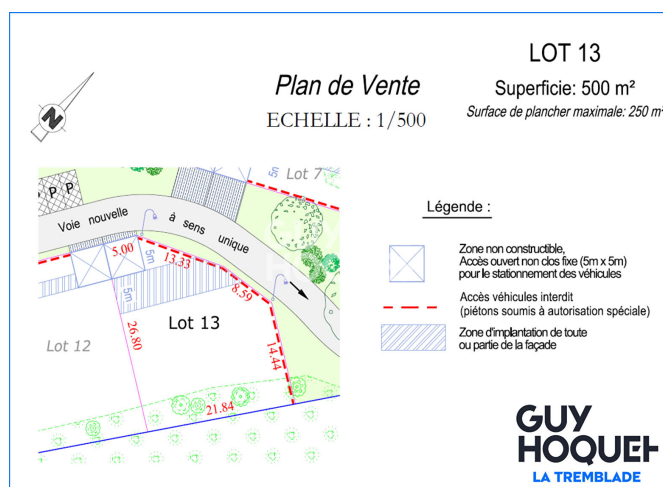 LOT 13
Plan de Vente
Superficie: 500 m²
ECHELLE : 1/500
Surface de plancher maximale: 250 m²
N
Lot 7
5m
P P
Voie nouvelle à sens unique
5.00
5m
13.33
8.59
5m
Lot 13
Lot 12
26.80
14.44
21.84
Légende :
Zone non constructible,
Accès ouvert non clos fixe (5m x 5m)
pour le stationnement des véhicules
Accès véhicules interdit
(piétons soumis à autorisation spéciale)
Zone d'implantation de toute
ou partie de la façade
GUY
HOQUET
LA TREMBLADE